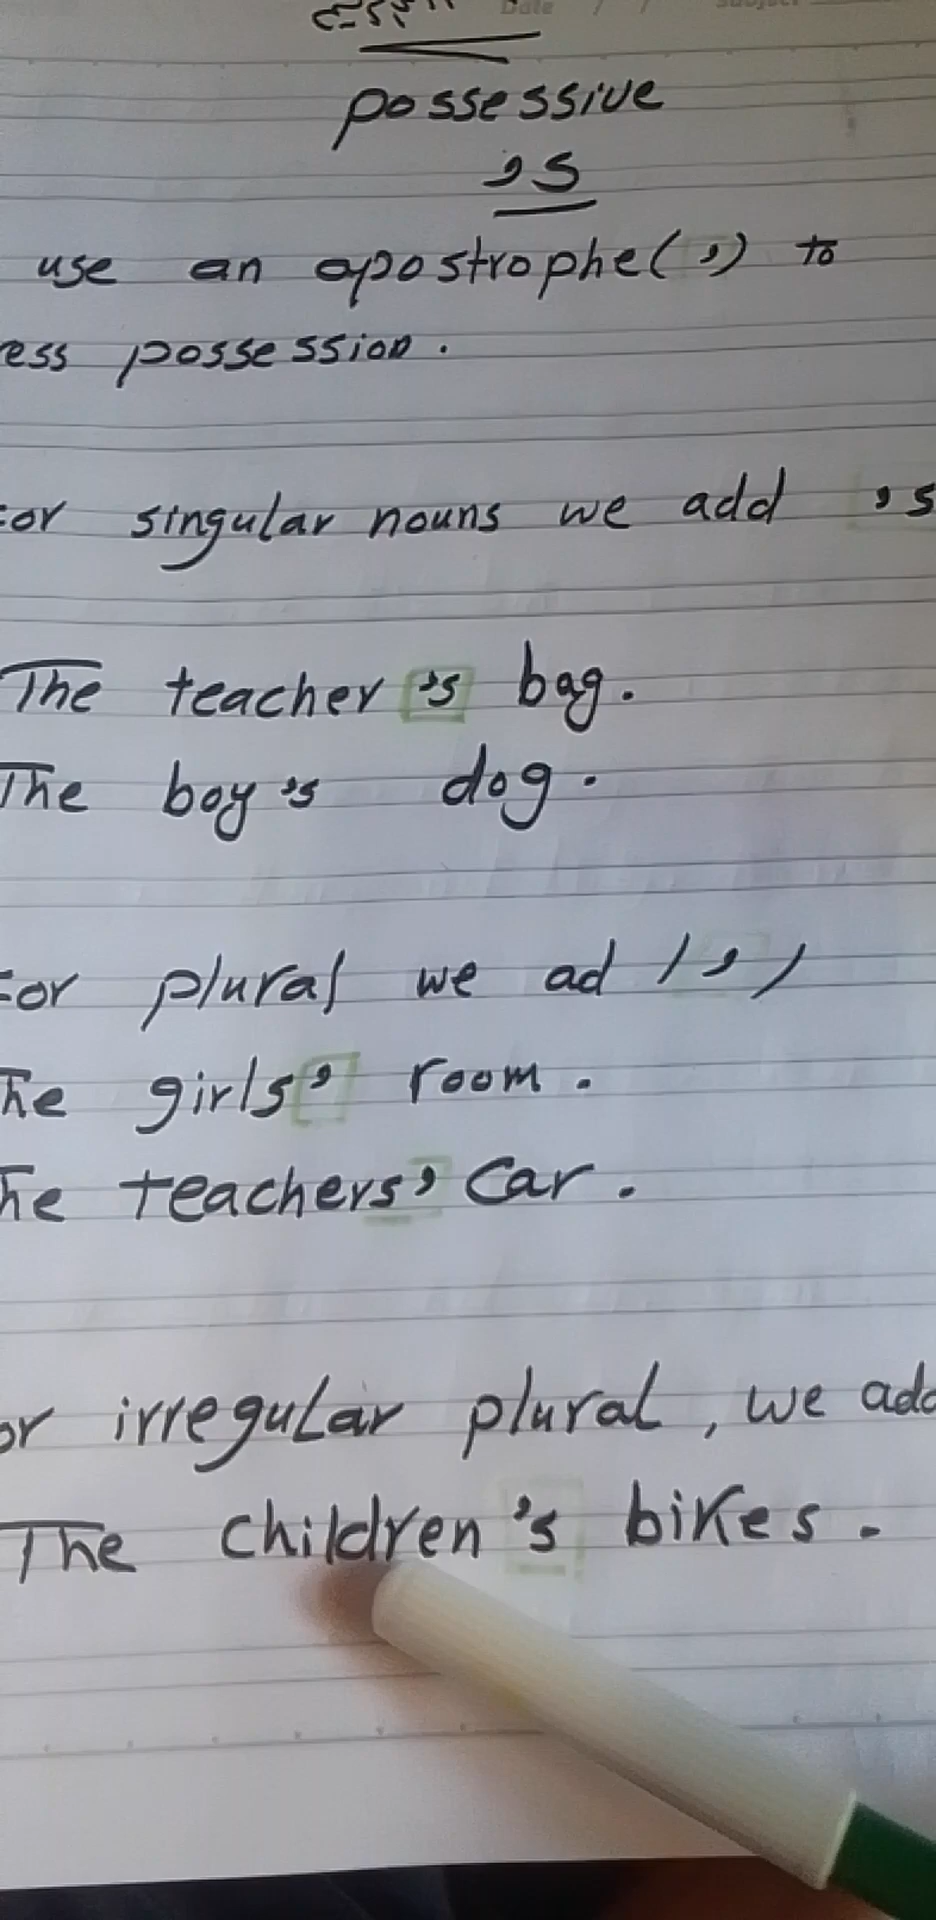 Date / /
possessive
's
use an apostrophe(') to
ess possession.
or singular nouns we add 's
The teacher's bag.
The boy's dog.
or plural we ad / ' /
he girls' room.
he teachers' car.
or irregular plural, we add
The children's bikes.